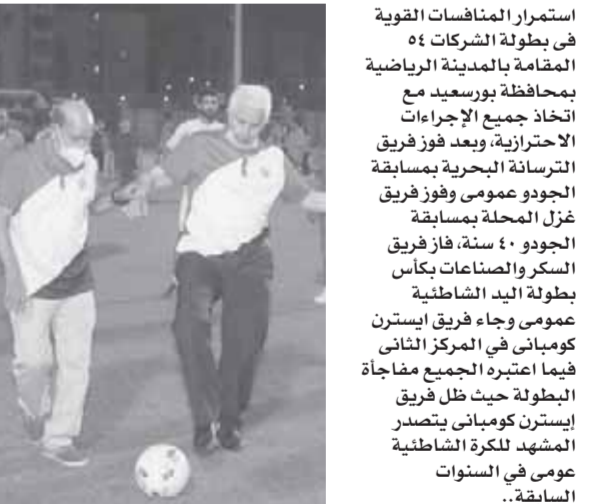 استمرار المنافسات القوية
فى بطولة الشركات ٥٤
المقامة بالمدينة الرياضية
بمحافظة بورسعيد مع
اتخاذ جميع الإجراءات
الاحترازية، وبعد فوز فريق
الترسانة البحرية بمسابقة
الجودو عمومى وفوز فريق
غزل المحلة بمسابقة
الجودو ٤٠ سنة، فاز فريق
السكر والصناعات بكأس
بطولة اليد الشاطئية
عمومى وجاء فريق ايسترن
كومبانى في المركز الثانى
فيما اعتبره الجميع مفاجأة
البطولة حيث ظل فريق
إيسترن كومبانى يتصدر
المشهد للكرة الشاطئية
عومى في السنوات
السابقة..